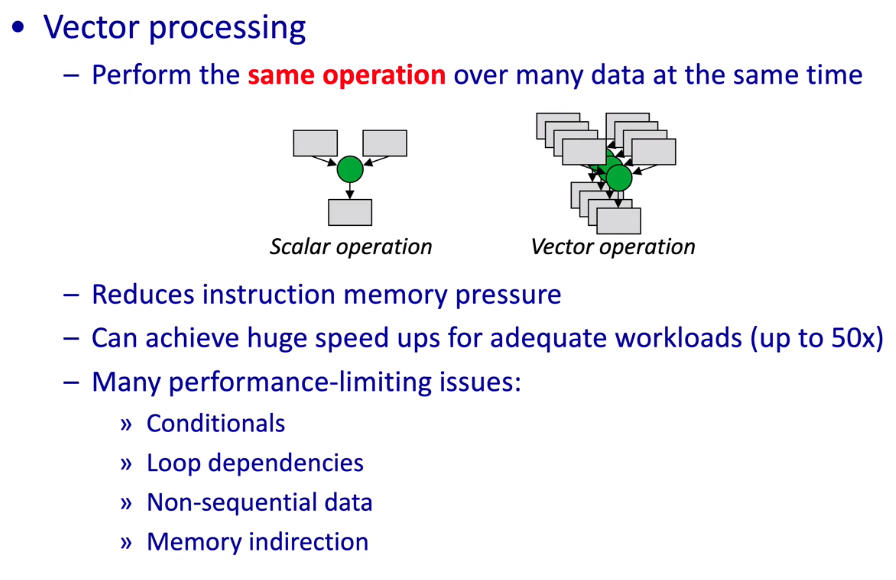 • Vector processing
– Perform the same operation over many data at the same time
Scalar operation
Vector operation
– Reduces instruction memory pressure
– Can achieve huge speed ups for adequate workloads (up to 50x)
– Many performance-limiting issues:
» Conditionals
» Loop dependencies
» Non-sequential data
» Memory indirection